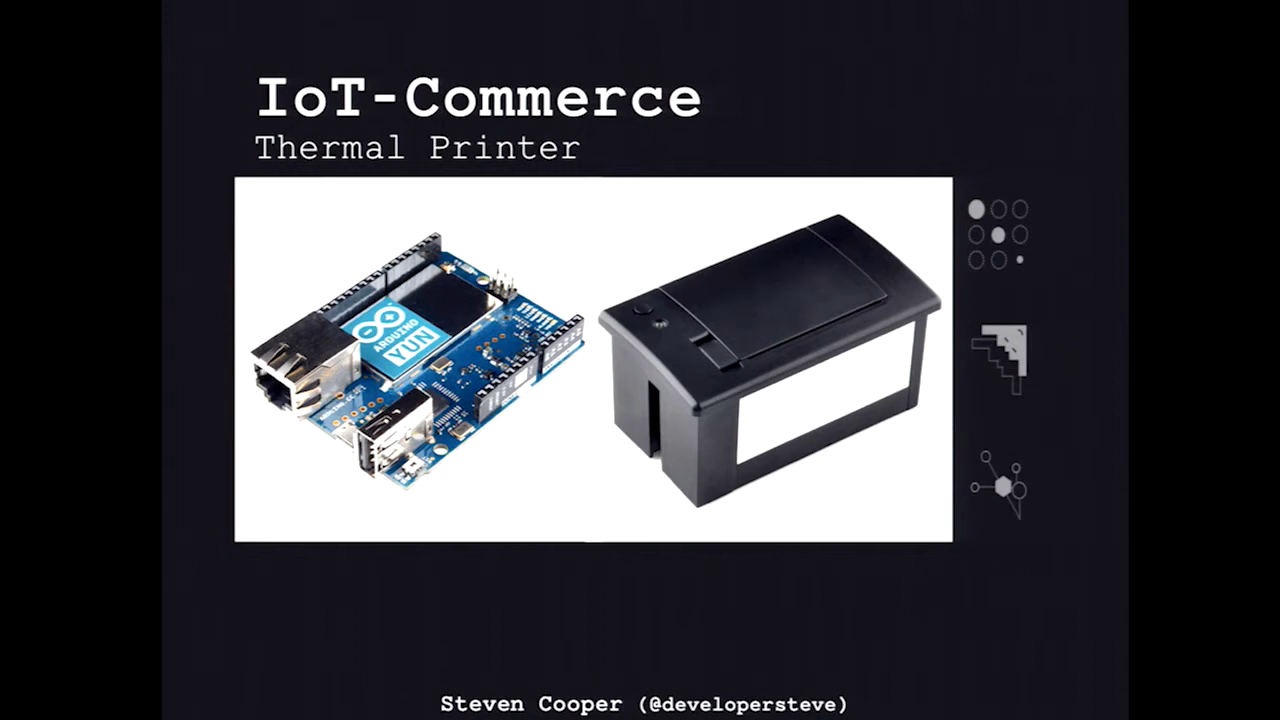 IoT-Commerce
Thermal Printer
ARDUINO
YUN
Steven Cooper (@developersteve)